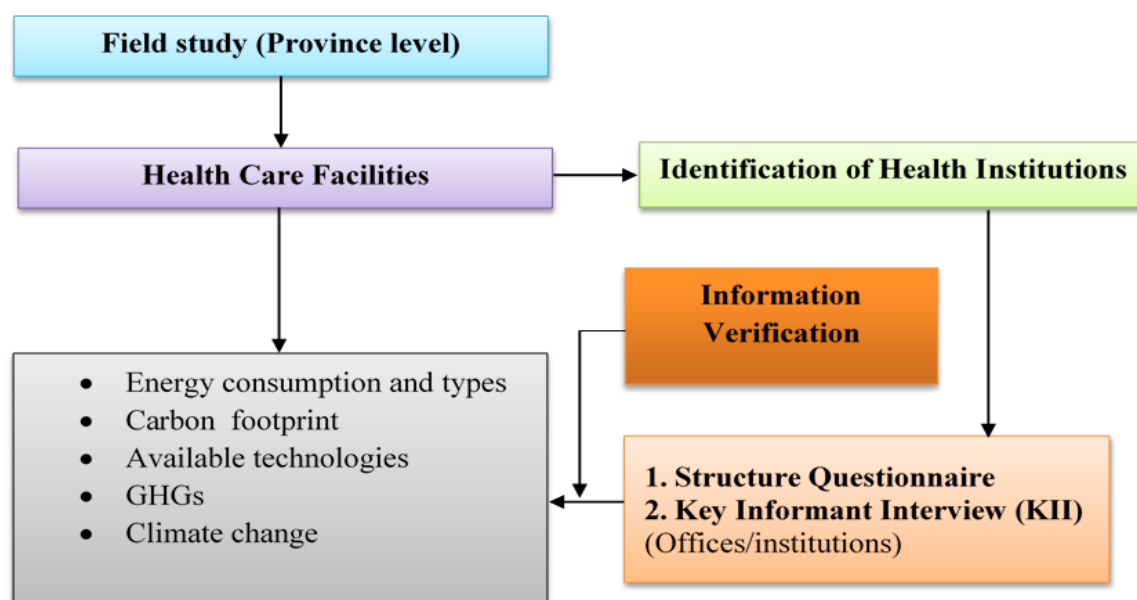 Field study (Province level)
Health Care Facilities
Identification of Health Institutions
Information
Verification
• Energy consumption and types
• Carbon footprint
• Available technologies
• GHGs
• Climate change
1. Structure Questionnaire
2. Key Informant Interview (KII)
(Offices/institutions)